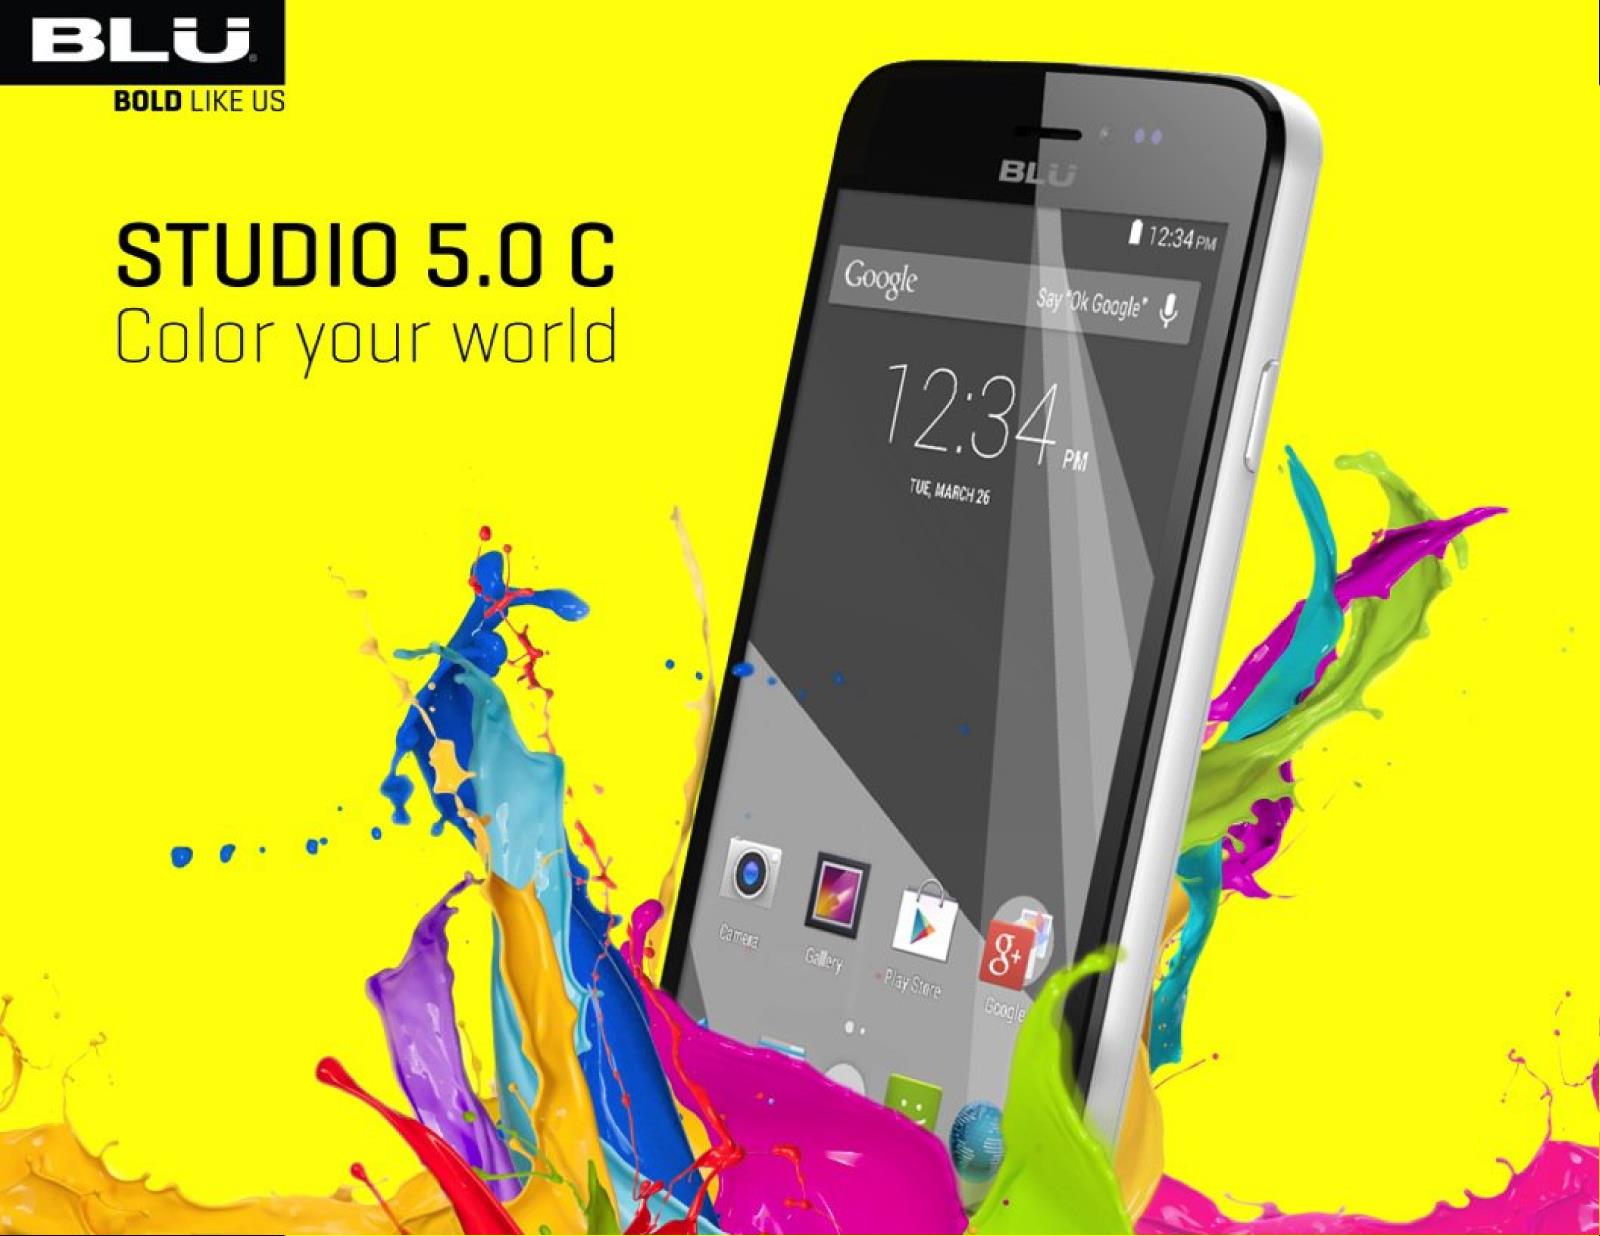 BLU
BOLD LIKE US
STUDIO 5.0 C
Color your world
BLU
12:34 PM
Google
Say "Ok Google"
12:34 PM
TUE, MARCH 26
Camera
Gallery
Play Store
g+
Google